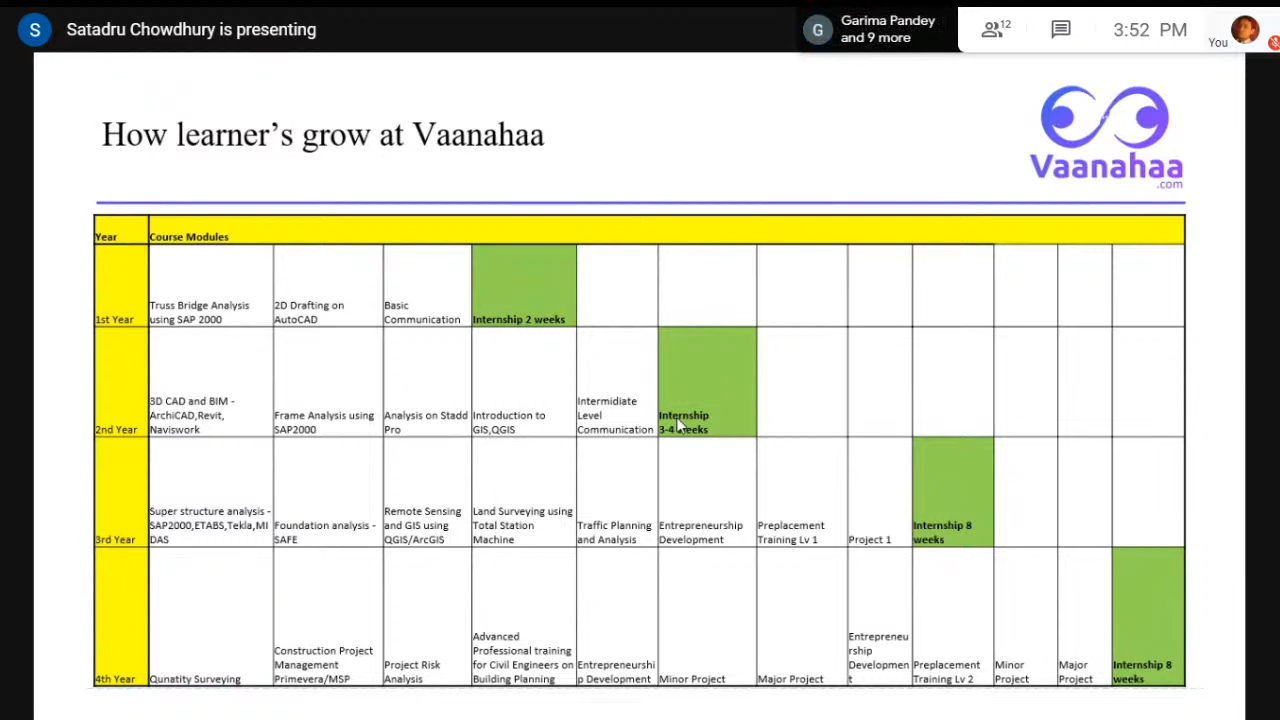 S
Satadru Chowdhury is presenting
G
Garima Pandey
and 9 more
12
3:52 PM
You
How learner's grow at Vaanahaa
Vaanahaa
.com
Year
Course Modules
1st Year
Truss Bridge Analysis
using SAP 2000
2D Drafting on
AutoCAD
Basic
Communication
Internship 2 weeks
2nd Year
3D CAD and BIM -
ArchiCAD,Revit,
Naviswork
Frame Analysis using
SAP2000
Analysis on Stadd
Pro
Introduction to
GIS,QGIS
Intermidiate
Level
Communication
Internship
3-4 weeks
3rd Year
Super structure analysis -
SAP2000,ETABS,Tekla,MI
DAS
Foundation analysis -
SAFE
Remote Sensing
and GIS using
QGIS/ArcGIS
Land Surveying using
Total Station
Machine
Traffic Planning
and Analysis
Entrepreneurship
Development
Preplacement
Training Lv 1
Project 1
Internship 8
weeks
4th Year
Qunatity Surveying
Construction Project
Management
Primevera/MSP
Project Risk
Analysis
Advanced
Professional training
for Civil Engineers on
Building Planning
Entrepreneurshi
p Development
Minor Project
Major Project
Entrepreneu
rship
Developmen
t
Preplacement
Training Lv 2
Minor
Project
Major
Project
Internship 8
weeks